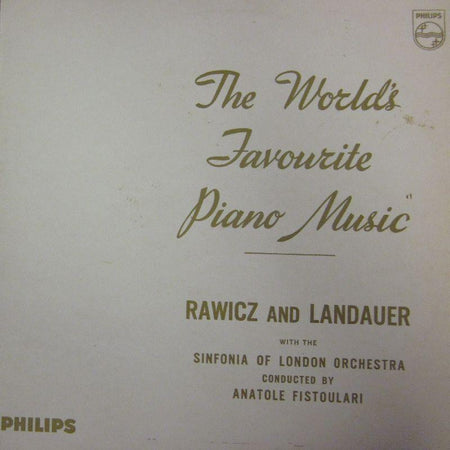 PHILIPS
The World's
Favourite
Piano Music"
RAWICZ AND LANDAUER
WITH THE
SINFONIA OF LONDON ORCHESTRA
CONDUCTED BY
ANATOLE FISTOULARI
PHILIPS